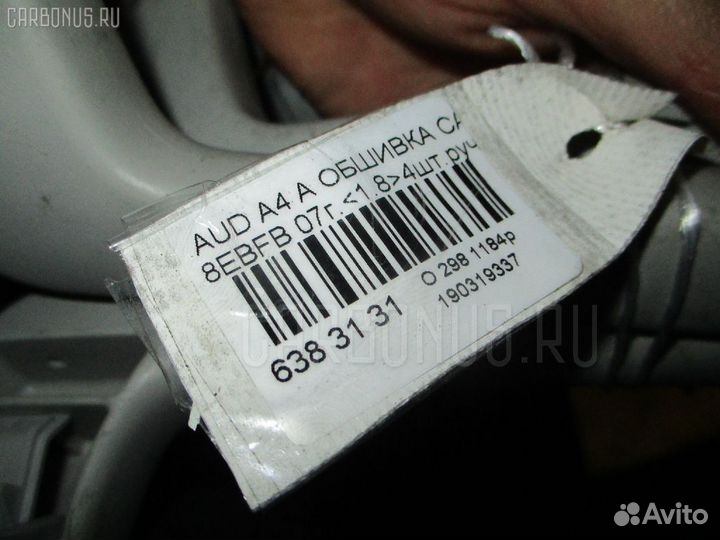 CARBONUS.RU
AUD A4 A ОБШИВКА СА
8EBFB 07г.<1.8>4шт.руч
638 31 31
О 298 1184р
190319337
CARBONUS.RU
Avito